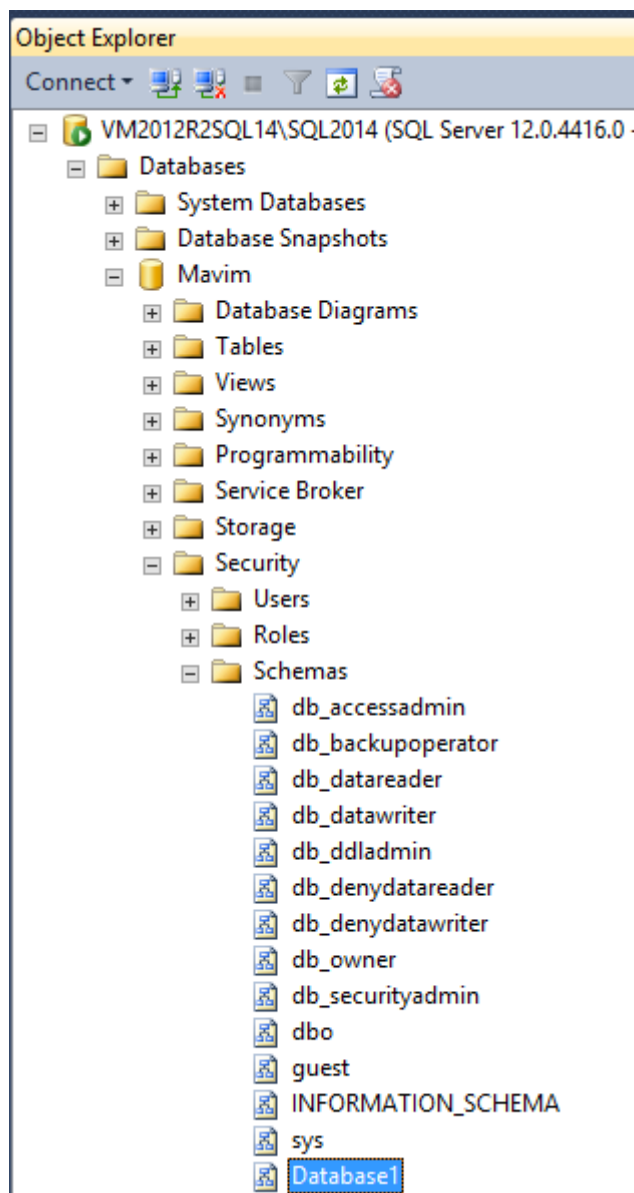 Object Explorer
Connect
VM2012R2SQL14\SQL2014 (SQL Server 12.0.4416.0 -
Databases
System Databases
Database Snapshots
Mavim
Database Diagrams
Tables
Views
Synonyms
Programmability
Service Broker
Storage
Security
Users
Roles
Schemas
db_accessadmin
db_backupoperator
db_datareader
db_datawriter
db_ddladmin
db_denydatareader
db_denydatawriter
db_owner
db_securityadmin
dbo
guest
INFORMATION_SCHEMA
sys
Database1